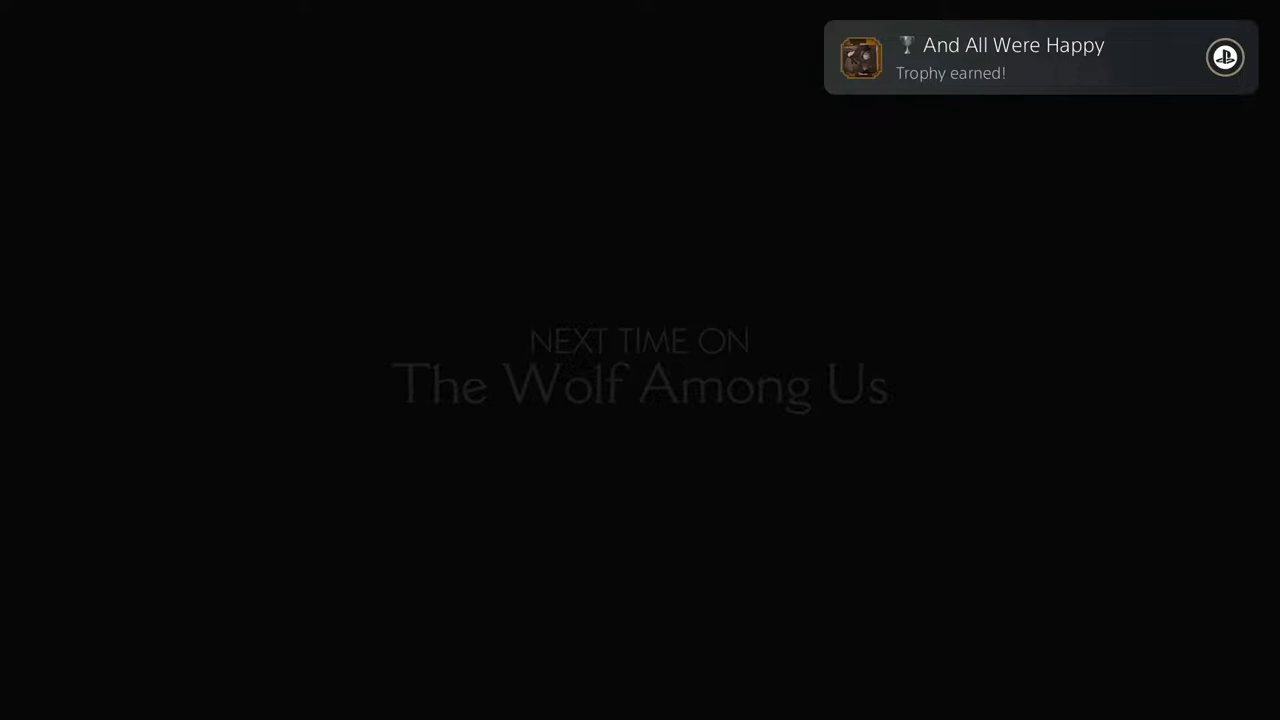 And All Were Happy
Trophy earned!
NEXT TIME ON
The Wolf Among Us